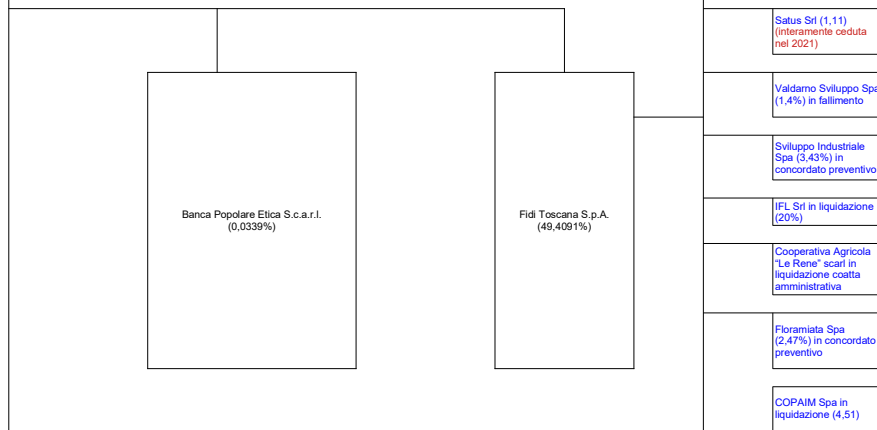 Banca Popolare Etica S.c.a.r.l.
(0,0339%)
Fidi Toscana S.p.A.
(49,4091%)
Satus Srl (1,11)
(interamente ceduta
nel 2021)
Valdarno Sviluppo Spa
(1,4%) in fallimento
Sviluppo Industriale
Spa (3,43%) in
concordato preventivo
IFL Srl in liquidazione
(20%)
Cooperativa Agricola
"Le Rene" scarl in
liquidazione coatta
amministrativa
Floramiata Spa
(2,47%) in concordato
preventivo
COPAIM Spa in
liquidazione (4,51)